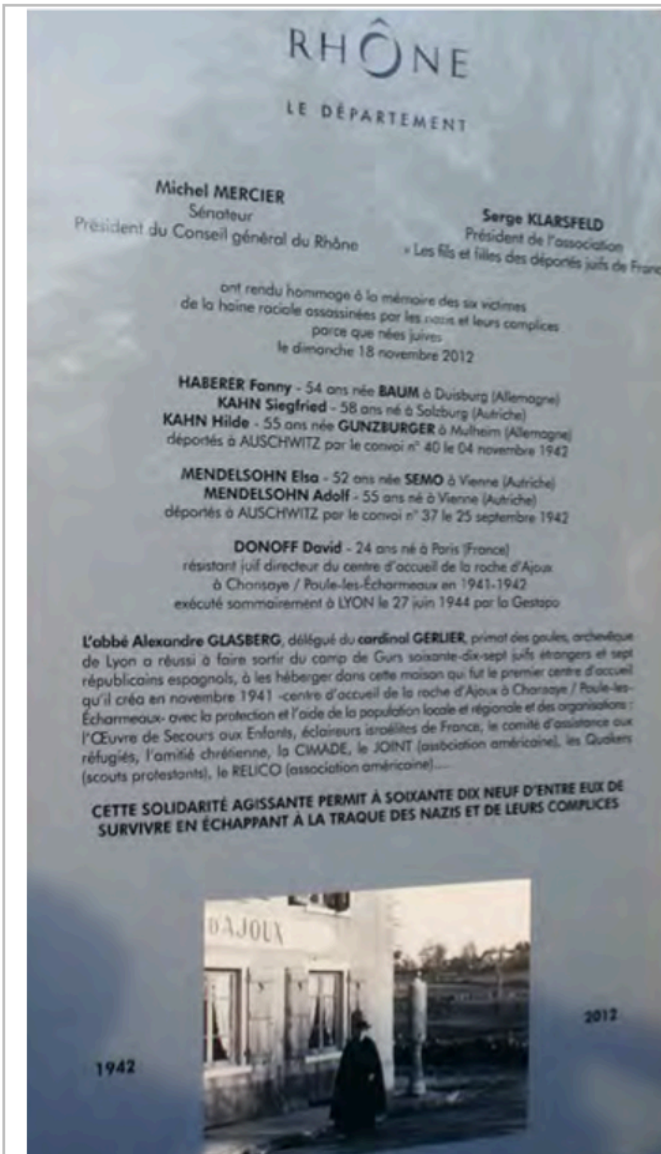 RHÔNE
LE DÉPARTEMENT
Michel MERCIER
Sénateur
Président du Conseil général du Rhône
Serge KLARSFELD
Président de l'association
« Les fils et filles des déportés juifs de Franc
ont rendu hommage à la mémoire des six victimes
de la haine raciale assassinées par les nazis et leurs complices
parce que nées juives
le dimanche 18 novembre 2012
HABERER Fanny - 54 ans née BAUM à Duisburg (Allemagne)
KAHN Siegfried - 58 ans né à Salzburg (Autriche)
KAHN Hilde - 55 ans née GUNZBURGER à Mulheim (Allemagne)
déportés à AUSCHWITZ par le convoi n° 40 le 04 novembre 1942
MENDELSOHN Elsa - 52 ans née SEMO à Vienne (Autriche)
MENDELSOHN Adolf - 55 ans né à Vienne (Autriche)
déportés à AUSCHWITZ par le convoi n° 37 le 25 septembre 1942
DONOFF David - 24 ans né à Paris (France)
résistant juif directeur du centre d'accueil de la roche d'Ajoux
à Chansaye / Poule-les-Écharmeaux en 1941-1942
exécuté sommairement à LYON le 27 juin 1944 par la Gestapo
L'abbé Alexandre GLASBERG, délégué du cardinal GERLIER, primat des gaules, archevêque
de Lyon a réussi à faire sortir du camp de Gurs soixante-dix-sept juifs étrangers et sept
républicains espagnols, à les héberger dans cette maison qui fut le premier centre d'accueil
qu'il créa en novembre 1941 -centre d'accueil de la roche d'Ajoux à Chansaye / Poule-les-
Écharmeaux- avec la protection et l'aide de la population locale et régionale et des organisations :
l'Œuvre de Secours aux Enfants, éclaireurs israélites de France, le comité d'assistance aux
réfugiés, l'amitié chrétienne, la CIMADE, le JOINT (association américaine), les Quakers
(scouts protestants), le RELICO (association américaine)....
CETTE SOLIDARITÉ AGISSANTE PERMIT À SOIXANTE DIX NEUF D'ENTRE EUX DE
SURVIVRE EN ÉCHAPPANT À LA TRAQUE DES NAZIS ET DE LEURS COMPLICES
D'AJOUX
1942
2012